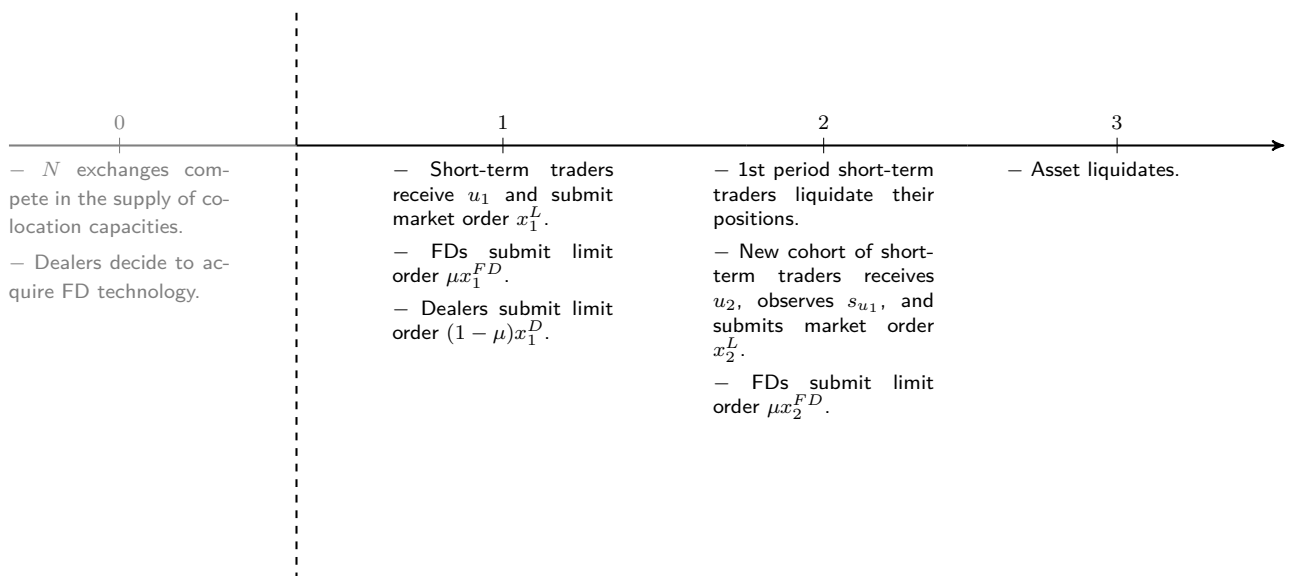 0
— N exchanges com-
pete in the supply of co-
location capacities.
— Dealers decide to ac-
quire FD technology.
1
— Short-term traders
receive u₁ and submit
market order x₁ᴸ.
— FDs submit limit
order μx₁ᶠᴰ.
— Dealers submit limit
order (1 − μ)x₁ᴰ.
2
— 1st period short-term
traders liquidate their
positions.
— New cohort of short-
term traders receives
u₂, observes s_{u₁}, and
submits market order
x₂ᴸ.
— FDs submit limit
order μx₂ᶠᴰ.
3
— Asset liquidates.